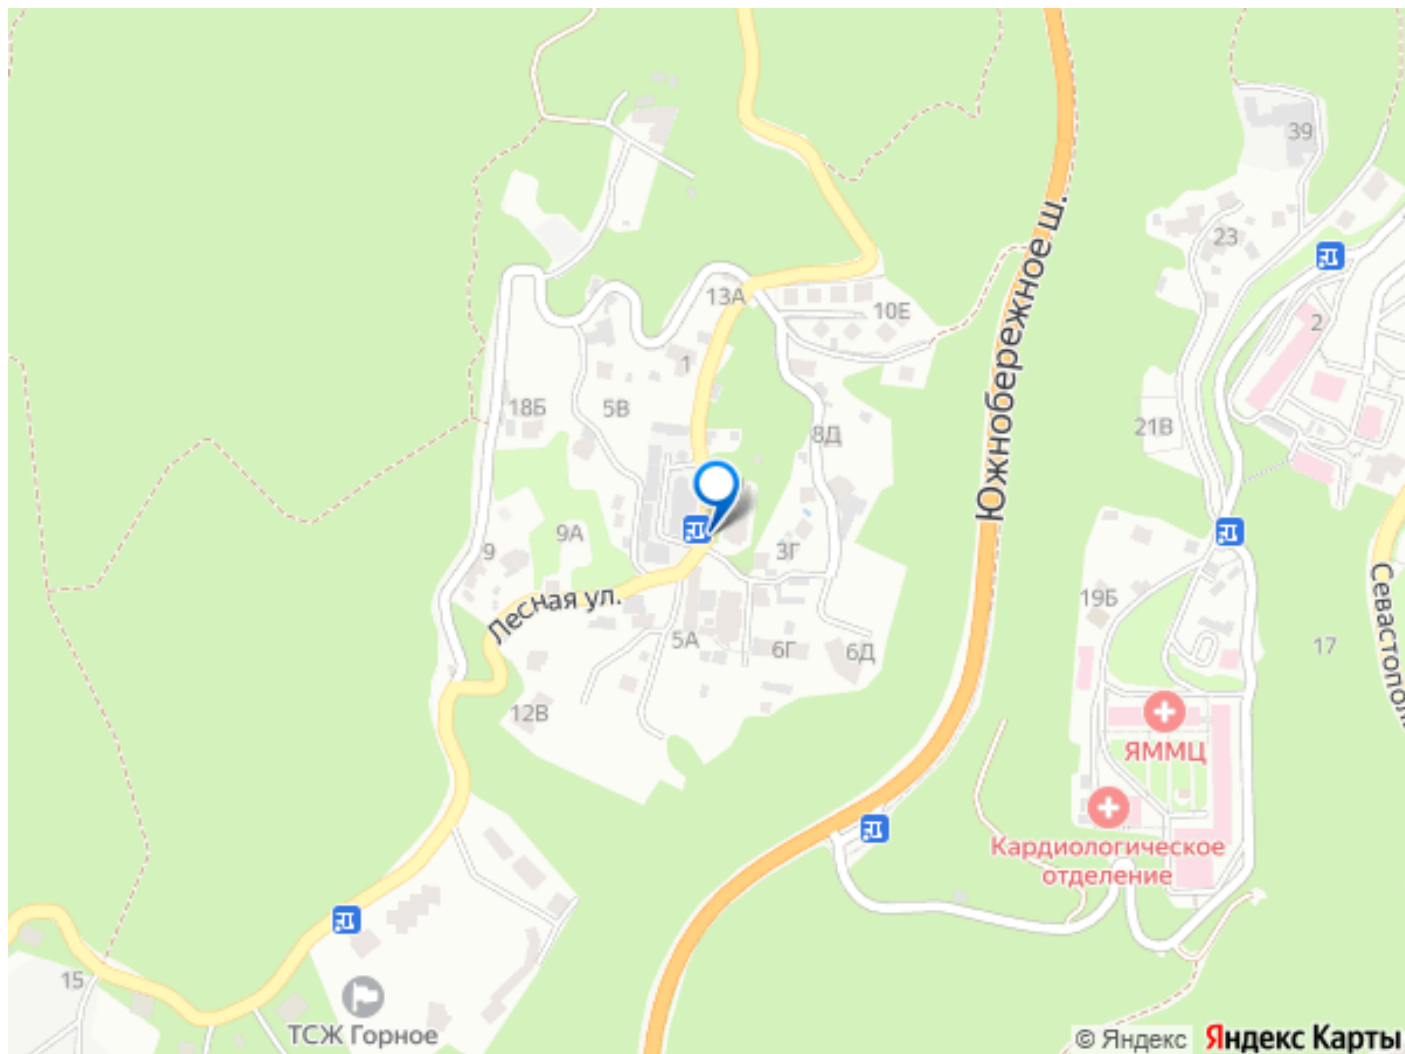 39
23
2
13А
10Е
Южнобережное ш.
1
18Б
5В
8Д
21В
9А
9
3Г
Лесная ул.
19Б
Севастопол
5А
6Г
6Д
17
12В
ЯММЦ
Кардиологическое
отделение
15
ТСЖ Горное
© Яндекс Яндекс Карты